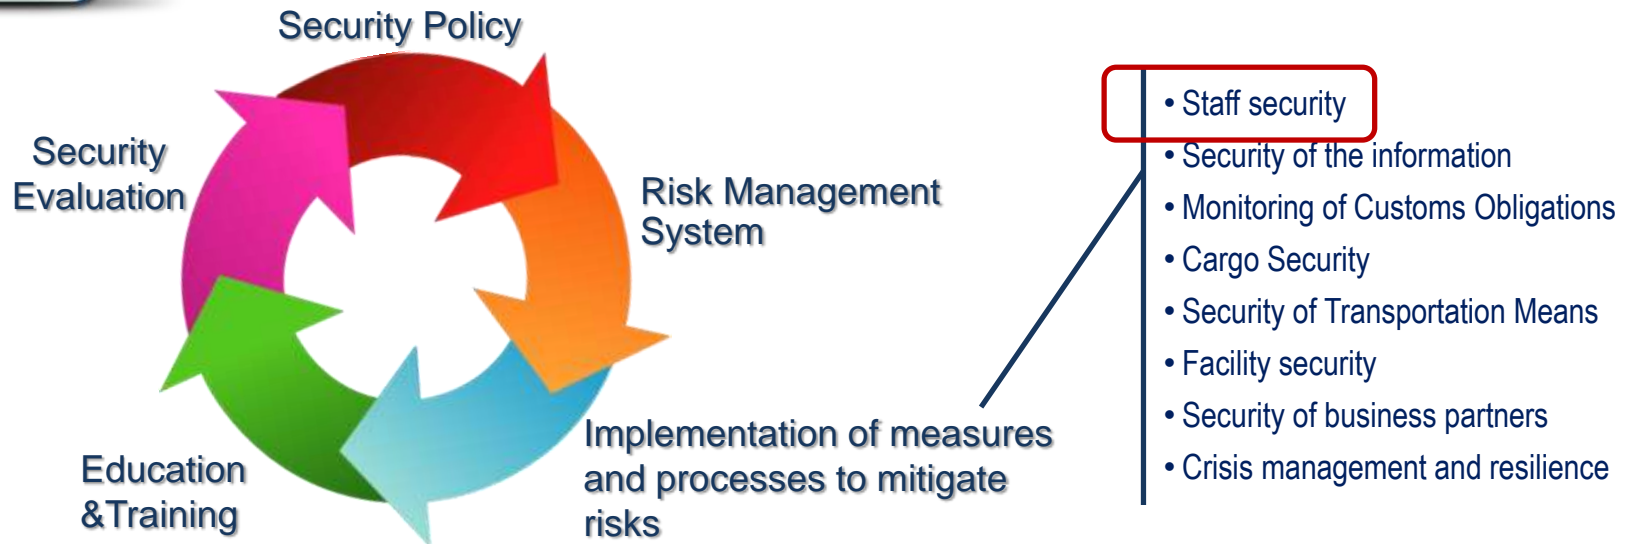 Security Policy
Security
Evaluation
Risk Management
System
Implementation of measures
and processes to mitigate
risks
Education
&Training
• Staff security
• Security of the information
• Monitoring of Customs Obligations
• Cargo Security
• Security of Transportation Means
• Facility security
• Security of business partners
• Crisis management and resilience